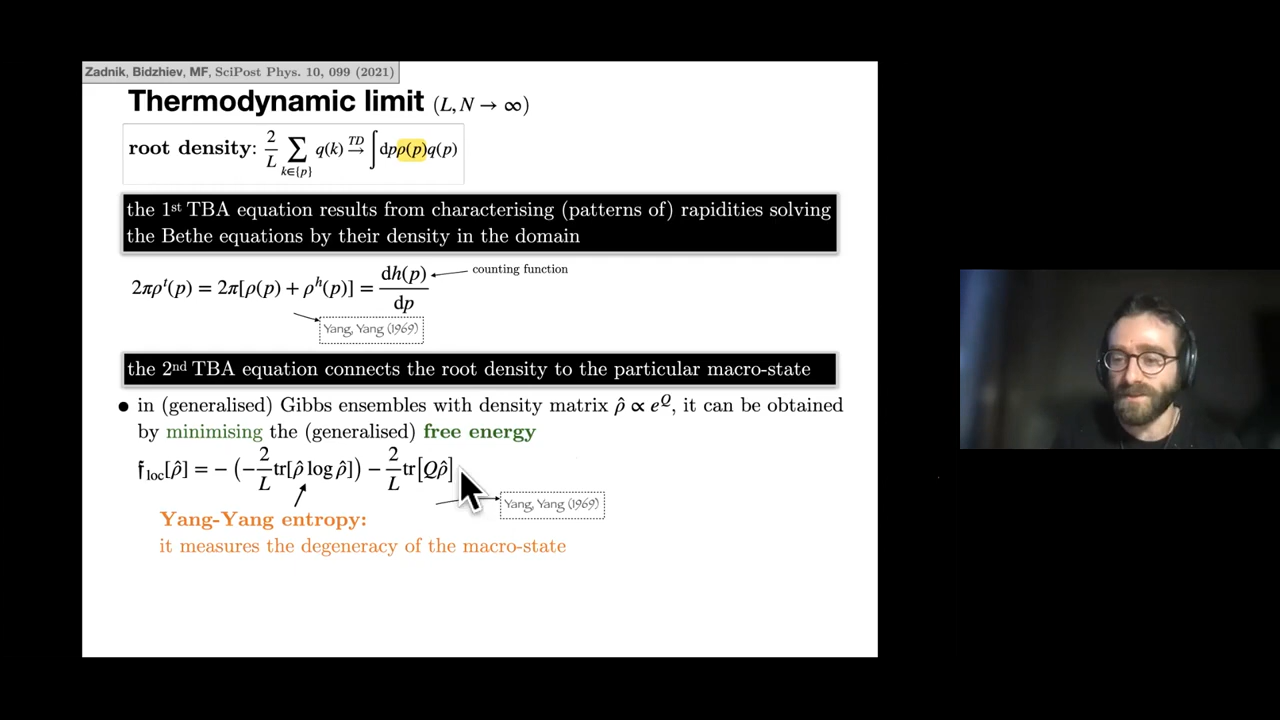 Zadnik, Bidzhiev, MF, SciPost Phys. 10, 099 (2021)
Thermodynamic limit (L, N → ∞)
root density: 2/L ∑_{k∈{p}} q(k) →^{TD} ∫ dpρ(p)q(p)
the 1st TBA equation results from characterising (patterns of) rapidities solving
the Bethe equations by their density in the domain
2πρ^t(p) = 2π[ρ(p) + ρ^h(p)] = dh(p)/dp
counting function
Yang, Yang (1969)
the 2nd TBA equation connects the root density to the particular macro-state
● in (generalised) Gibbs ensembles with density matrix ρ̂ ∝ e^Q, it can be obtained
by minimising the (generalised) free energy
𝔣_loc[ρ̂] = − (−2/L tr[ρ̂ log ρ̂]) − 2/L tr[Qρ̂]
Yang, Yang (1969)
Yang-Yang entropy:
it measures the degeneracy of the macro-state